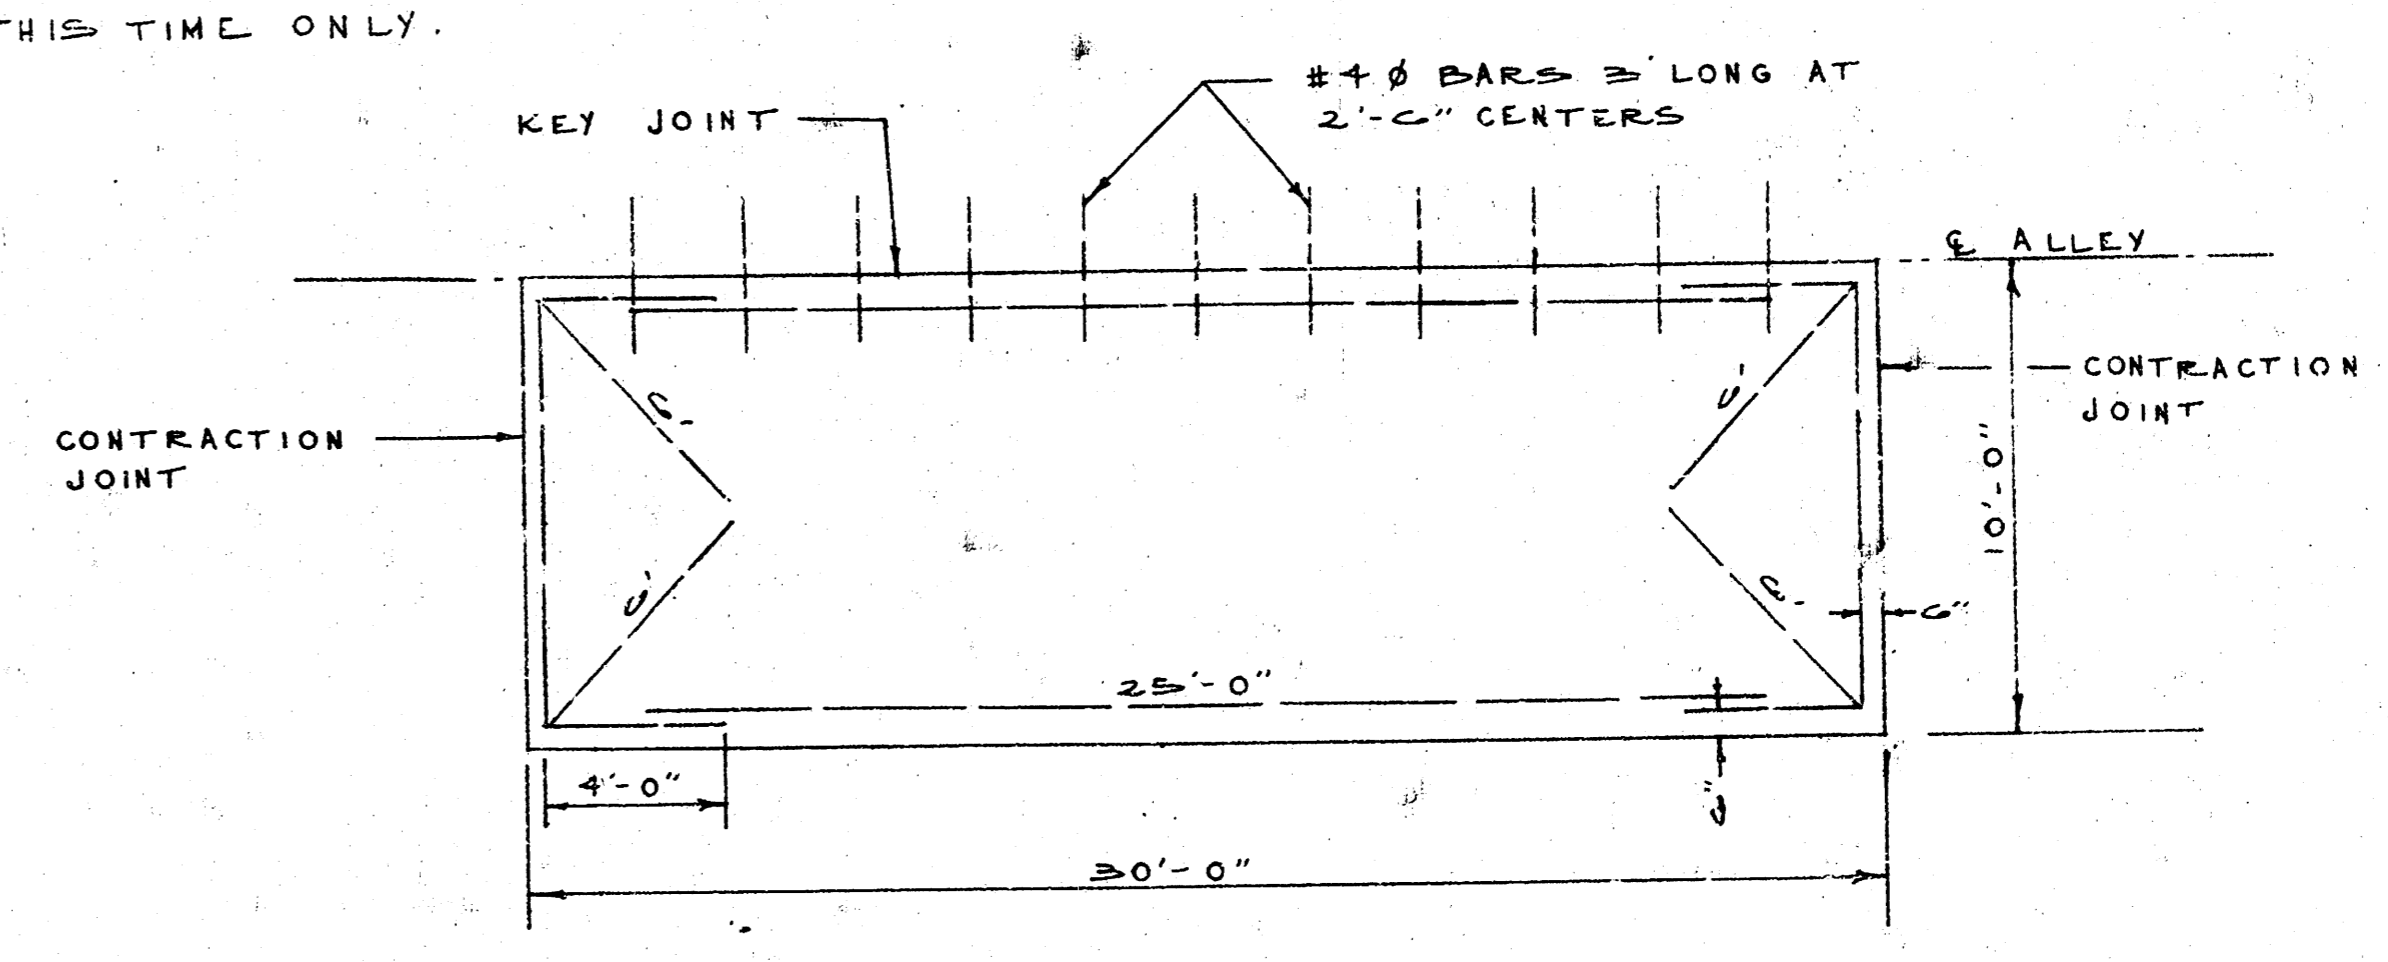 THIS TIME ONLY.
#4 Ø BARS 3' LONG AT
2'-6" CENTERS
KEY JOINT
℄ ALLEY
CONTRACTION
JOINT
CONTRACTION
JOINT
6'
6'
10'-0"
6'
6'
6"
25'-0"
4'-0"
6"
30'-0"